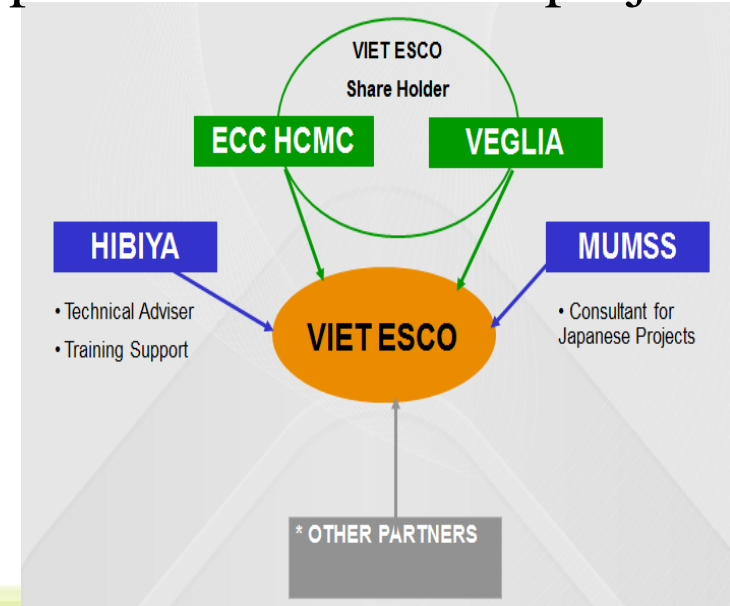 VIET ESCO
Share Holder
ECC HCMC
VEGLIA
HIBIYA
MUMSS
• Technical Adviser
• Training Support
• Consultant for
Japanese Projects
VIET ESCO
* OTHER PARTNERS